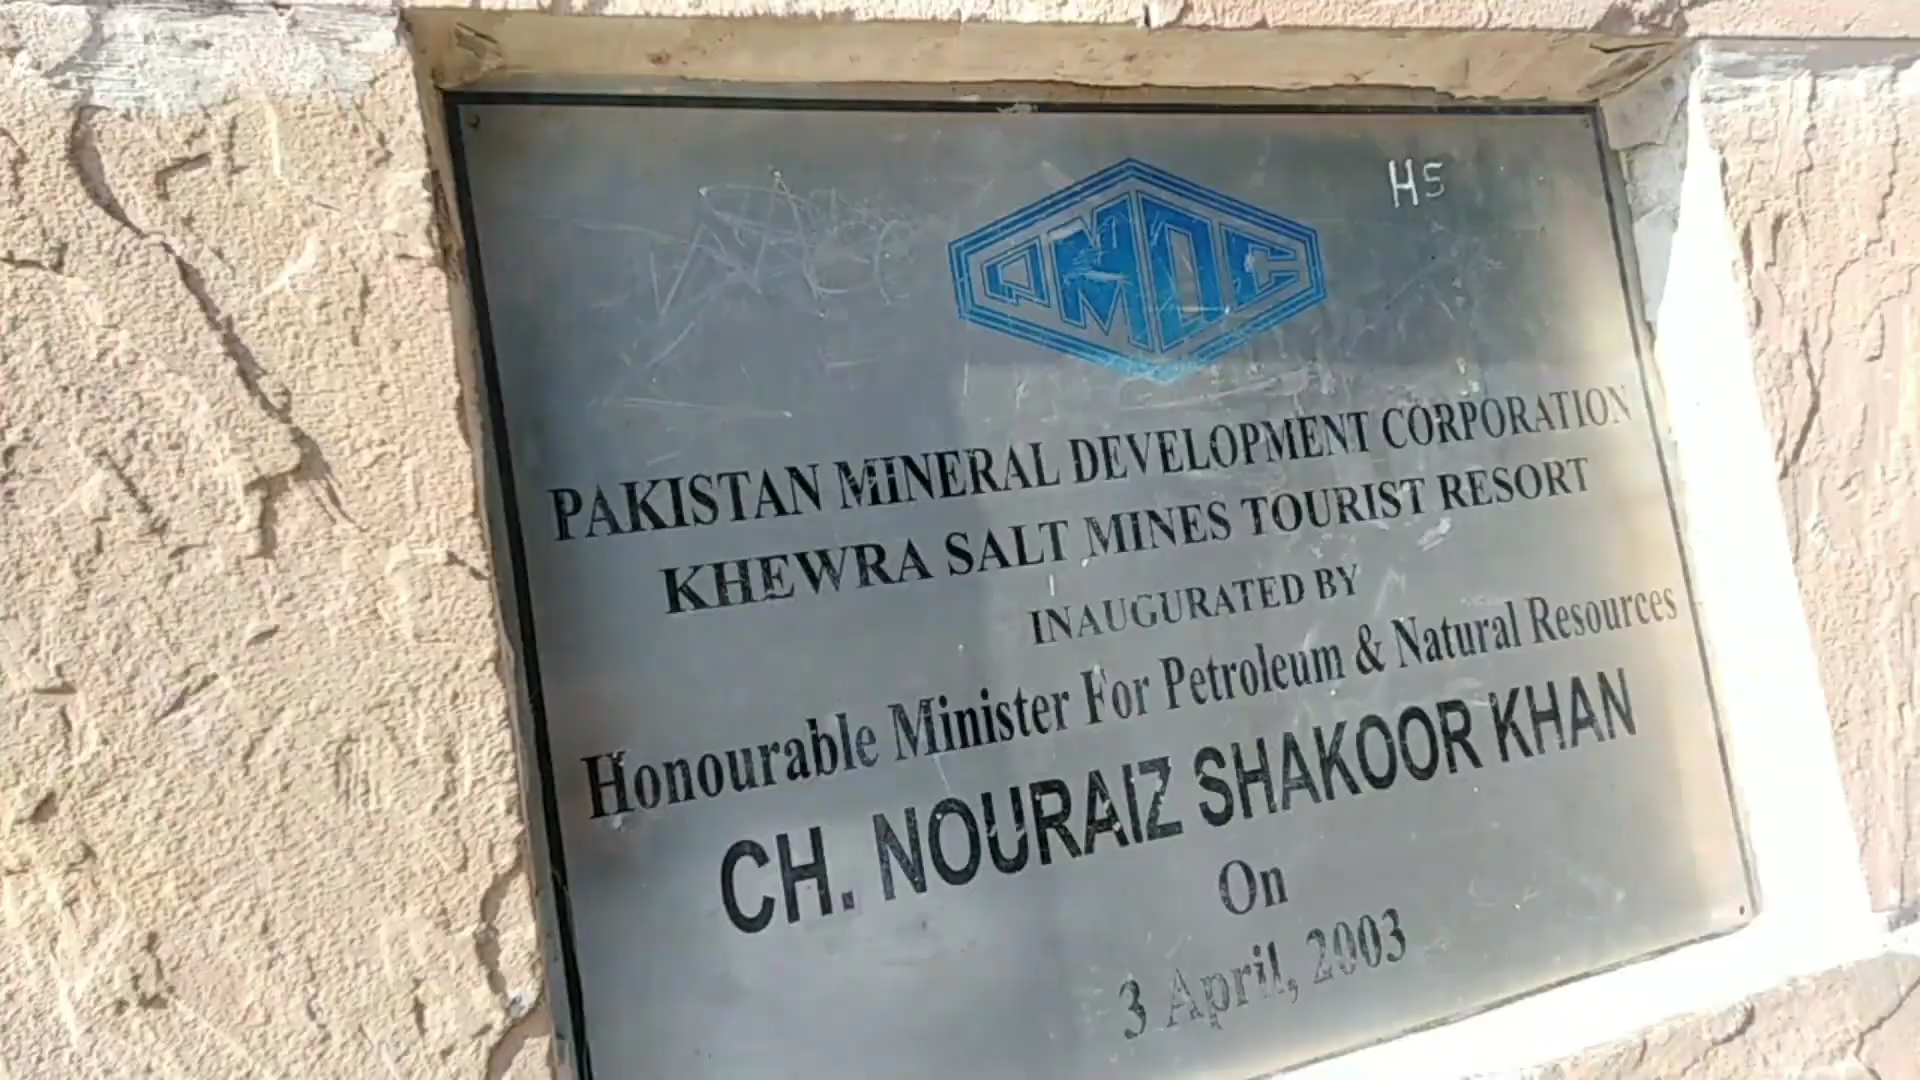 HS
PMDC
PAKISTAN MINERAL DEVELOPMENT CORPORATION
KHEWRA SALT MINES TOURIST RESORT
INAUGURATED BY
Honourable Minister For Petroleum & Natural Resources
CH. NOURAIZ SHAKOOR KHAN
On
3 April, 2003